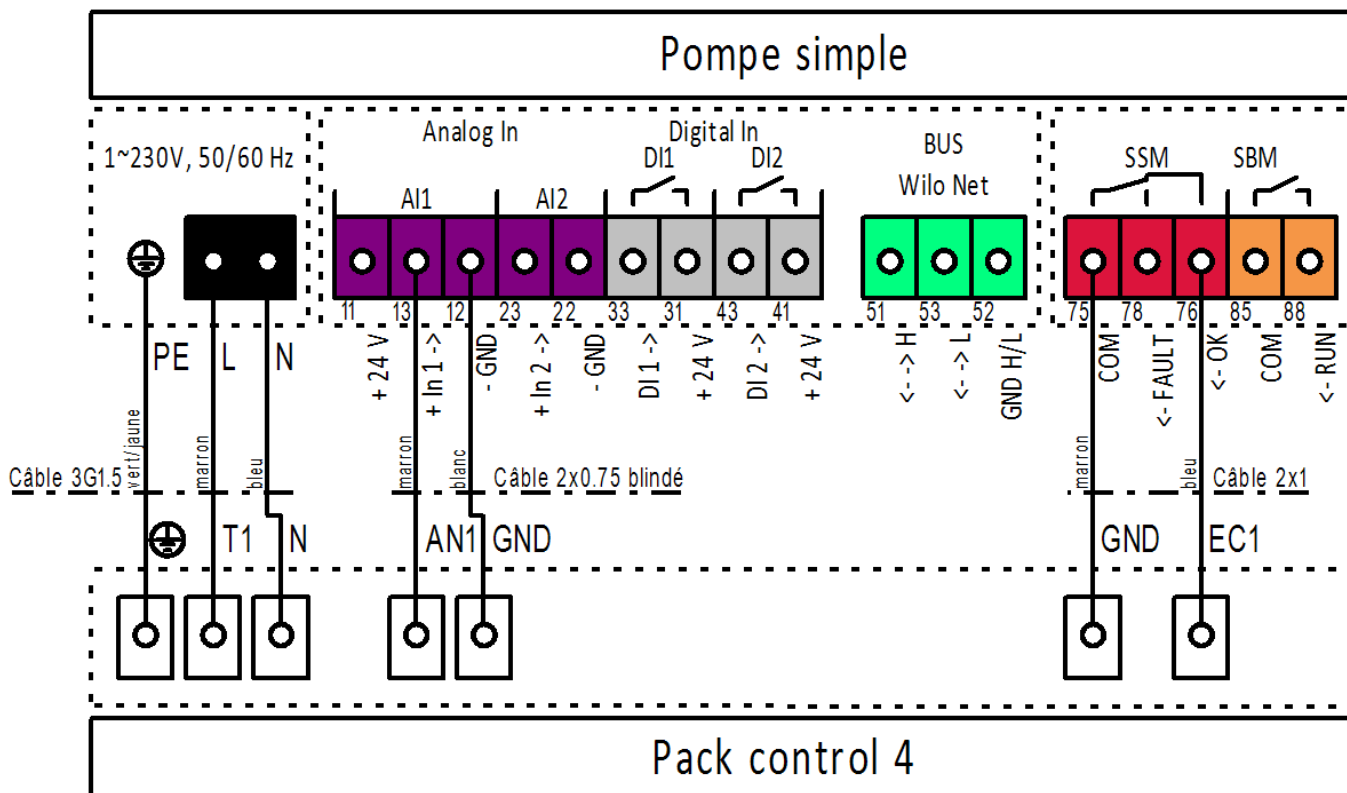 Pompe simple
1~230V, 50/60 Hz
Analog In
Digital In
BUS
Wilo Net
AI1
AI2
DI1
DI2
SSM
SBM
11
13
12
23
22
33
31
43
41
51
53
52
75
78
76
85
88
PE
L
N
+ 24 V
+ In 1 ->
- GND
+ In 2 ->
- GND
DI 1 ->
+ 24 V
DI 2 ->
+ 24 V
<- -> H
<- -> L
GND H/L
COM
<- FAULT
<- OK
COM
<- RUN
vert/jaune
marron
bleu
marron
blanc
marron
bleu
Câble 3G1.5
Câble 2x0.75 blindé
Câble 2x1
T1
N
AN1
GND
GND
EC1
Pack control 4